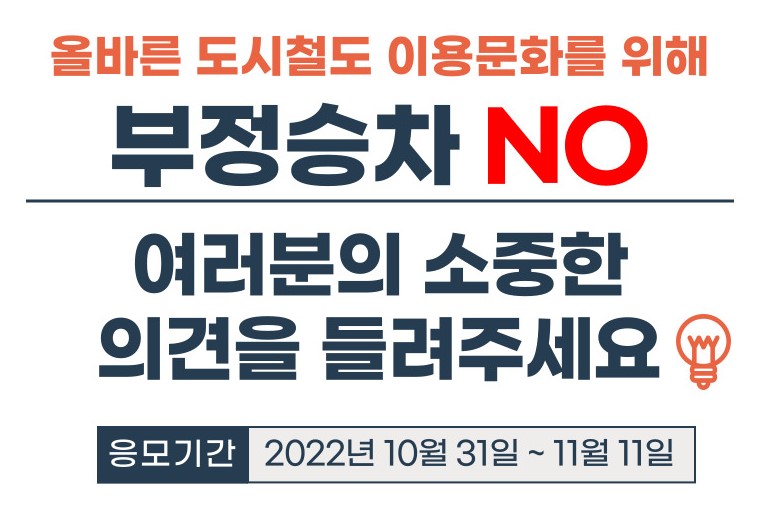 올바른 도시철도 이용문화를 위해
부정승차 NO
여러분의 소중한
의견을 들려주세요
응모기간 2022년 10월 31일 ~ 11월 11일